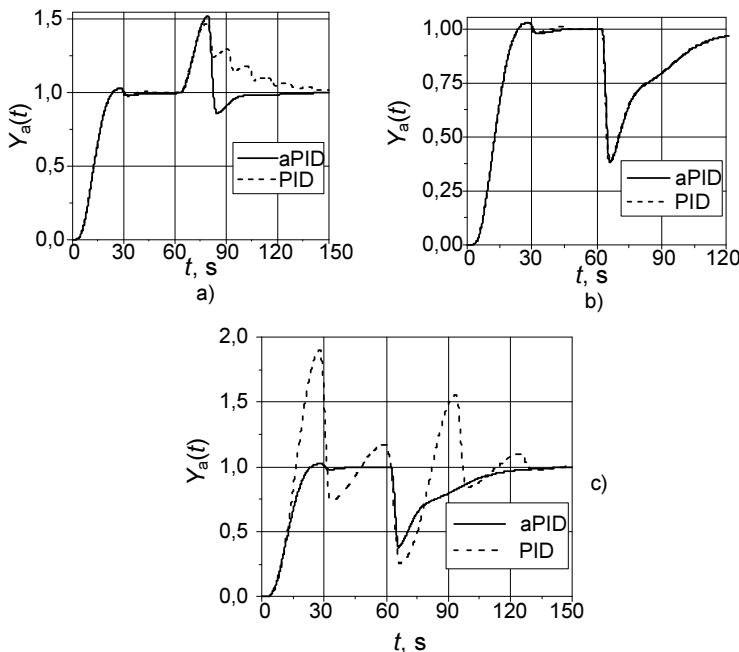 1,5
1,0
0,5
0,0
Yₐ(t)
aPID
PID
0 30 60 90 120 150
t, s
a)
1,00
0,75
0,50
0,25
0,00
Yₐ(t)
aPID
PID
0 30 60 90 120
t, s
b)
2,0
1,5
1,0
0,5
0,0
Yₐ(t)
aPID
PID
0 30 60 90 120 150
t, s
c)